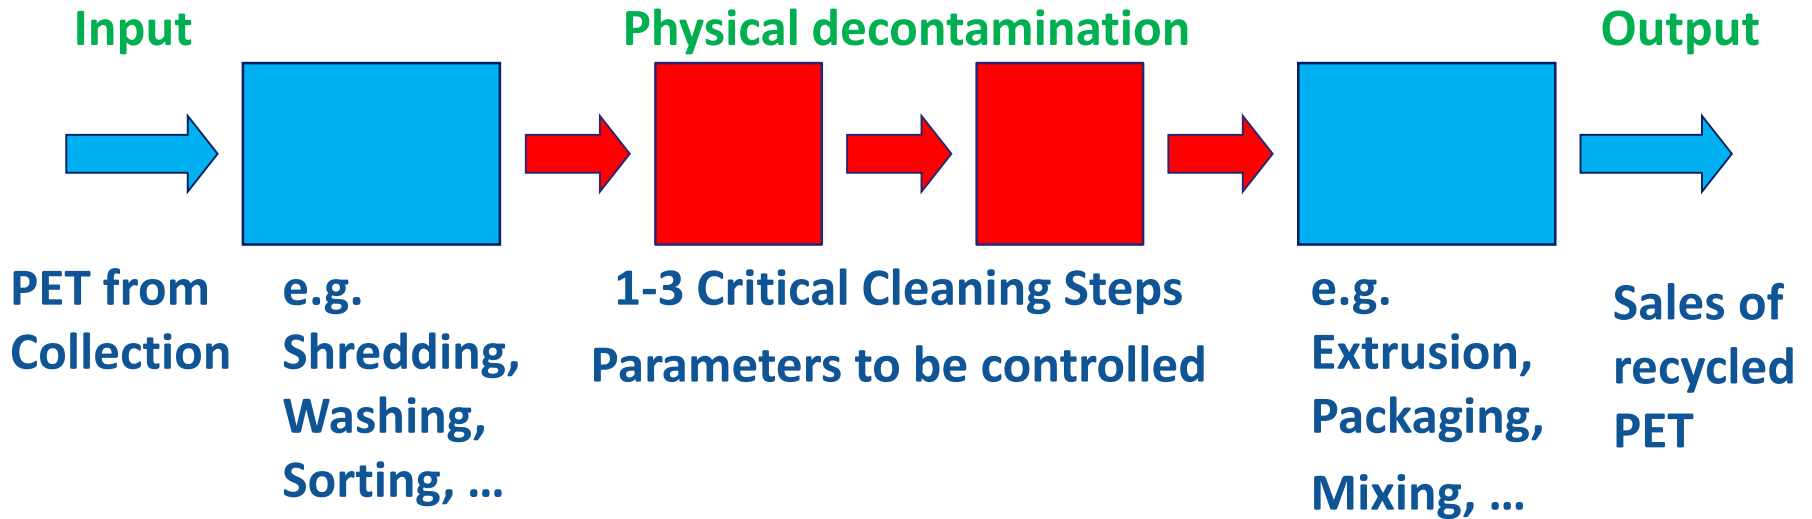 Input
Physical decontamination
Output
PET from
Collection
e.g.
Shredding,
Washing,
Sorting, ...
1-3 Critical Cleaning Steps
Parameters to be controlled
e.g.
Extrusion,
Packaging,
Mixing, ...
Sales of
recycled
PET